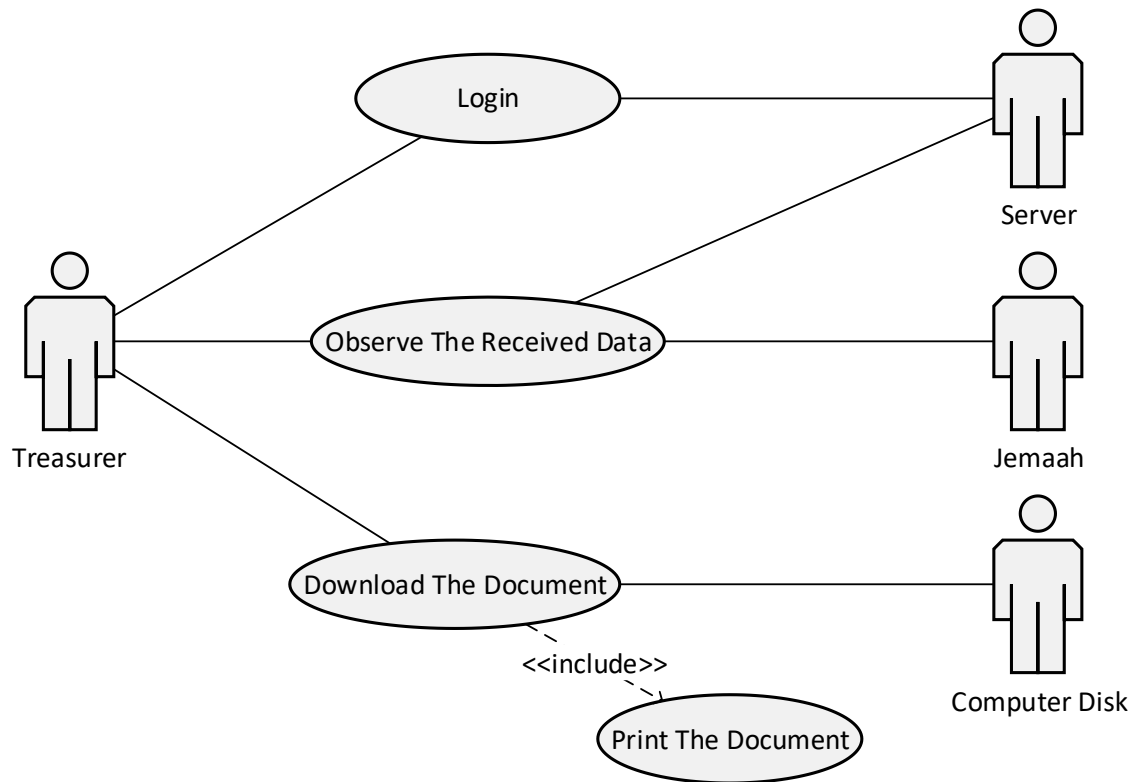 Login
Server
Observe The Received Data
Treasurer
Jemaah
Download The Document
<<include>>
Computer Disk
Print The Document